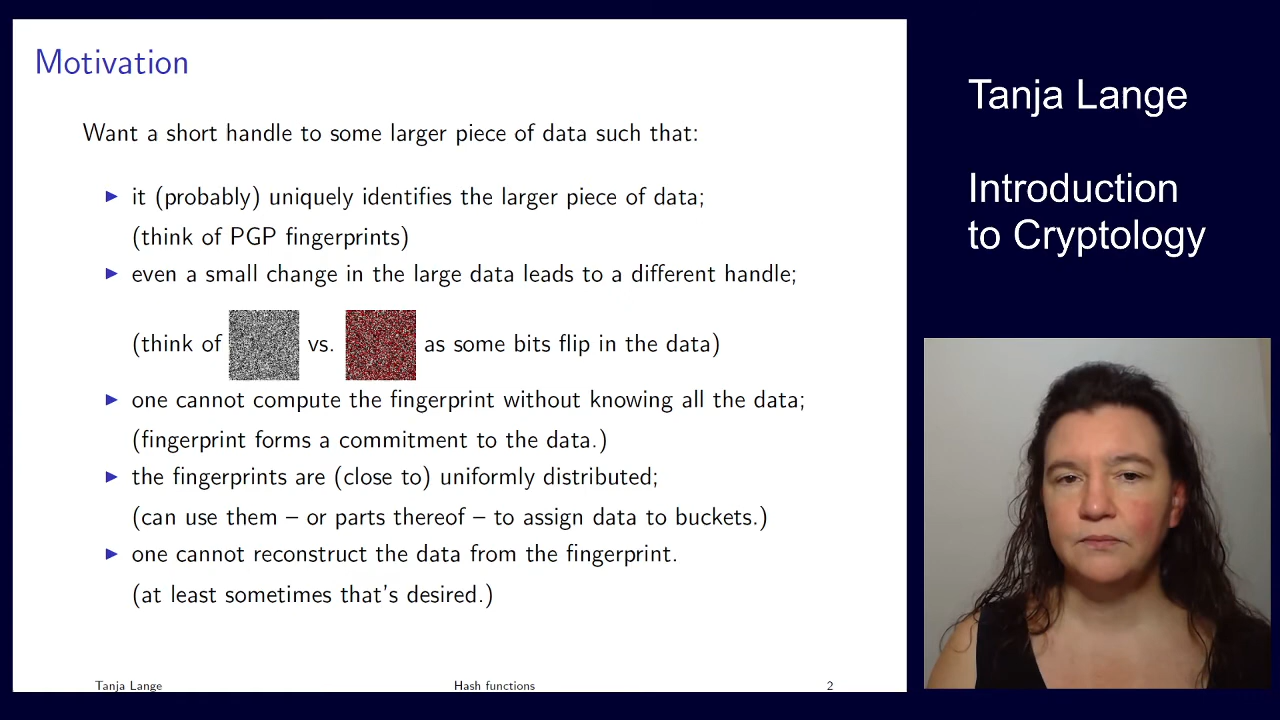 Motivation
Want a short handle to some larger piece of data such that:
▶ it (probably) uniquely identifies the larger piece of data;
(think of PGP fingerprints)
▶ even a small change in the large data leads to a different handle;
(think of vs. as some bits flip in the data)
▶ one cannot compute the fingerprint without knowing all the data;
(fingerprint forms a commitment to the data.)
▶ the fingerprints are (close to) uniformly distributed;
(can use them – or parts thereof – to assign data to buckets.)
▶ one cannot reconstruct the data from the fingerprint.
(at least sometimes that's desired.)
Tanja Lange Hash functions 2
Tanja Lange
Introduction
to Cryptology